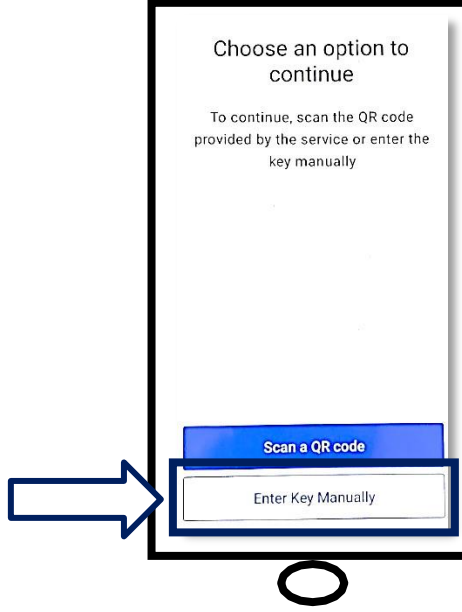 Choose an option to
continue
To continue, scan the QR code
provided by the service or enter the
key manually
Scan a QR code
Enter Key Manually